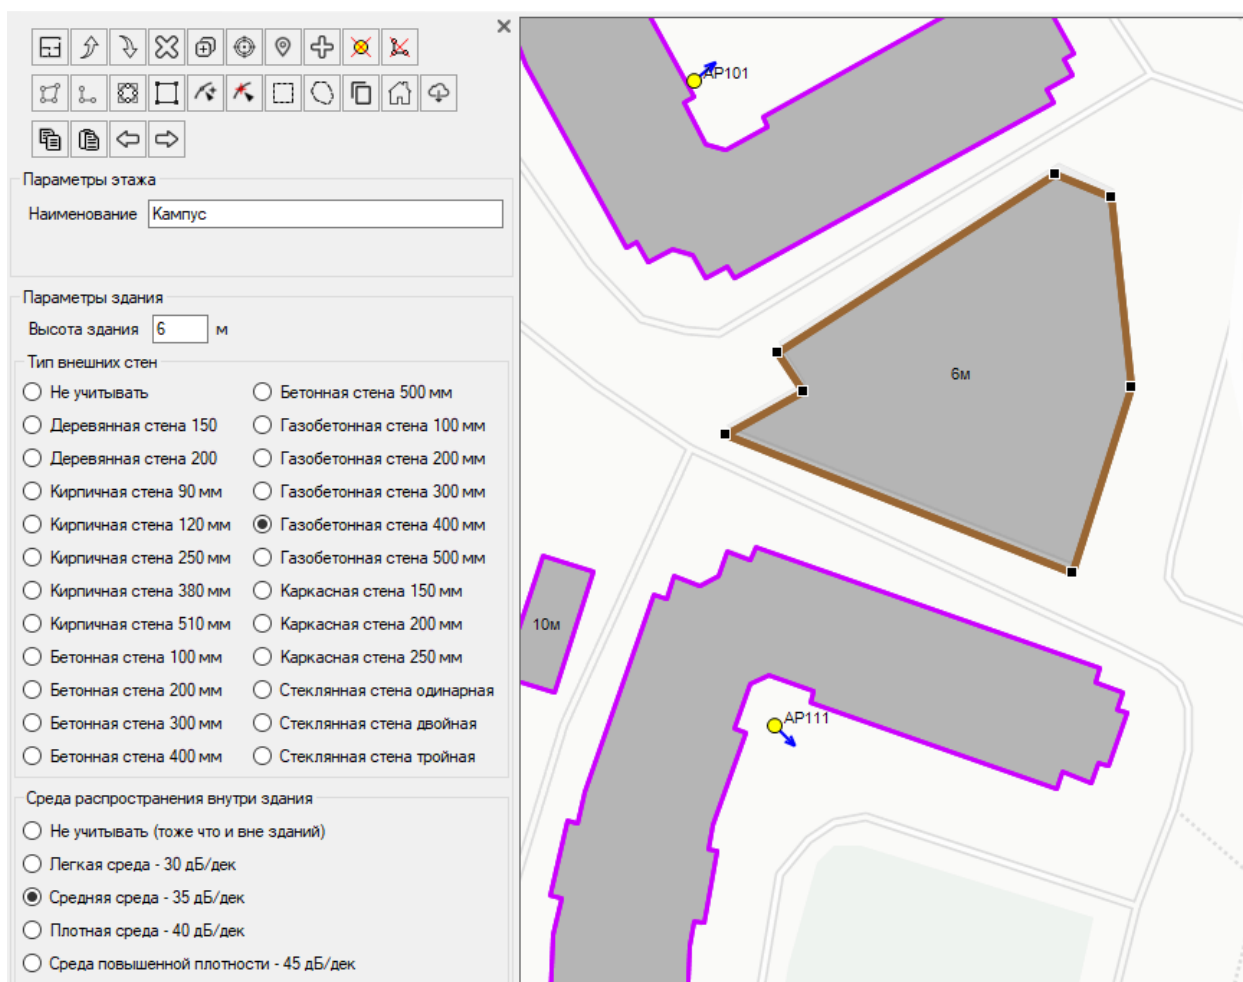 Параметры этажа
Наименование Кампус
Параметры здания
Высота здания 6 м
Тип внешних стен
Не учитывать
Деревянная стена 150
Деревянная стена 200
Кирпичная стена 90 мм
Кирпичная стена 120 мм
Кирпичная стена 250 мм
Кирпичная стена 380 мм
Кирпичная стена 510 мм
Бетонная стена 100 мм
Бетонная стена 200 мм
Бетонная стена 300 мм
Бетонная стена 400 мм
Бетонная стена 500 мм
Газобетонная стена 100 мм
Газобетонная стена 200 мм
Газобетонная стена 300 мм
Газобетонная стена 400 мм
Газобетонная стена 500 мм
Каркасная стена 150 мм
Каркасная стена 200 мм
Каркасная стена 250 мм
Стеклянная стена одинарная
Стеклянная стена двойная
Стеклянная стена тройная
Среда распространения внутри здания
Не учитывать (тоже что и вне зданий)
Легкая среда - 30 дБ/дек
Средняя среда - 35 дБ/дек
Плотная среда - 40 дБ/дек
Среда повышенной плотности - 45 дБ/дек
AP101
6м
10м
AP111